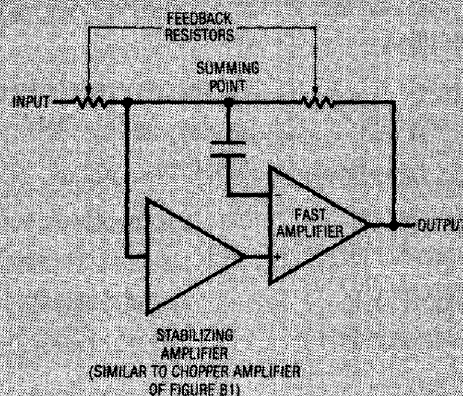 FEEDBACK
RESISTORS
SUMMING
POINT
INPUT
FAST
AMPLIFIER
+
OUTPUT
STABILIZING
AMPLIFIER
(SIMILAR TO CHOPPER AMPLIFIER
OF FIGURE B1)